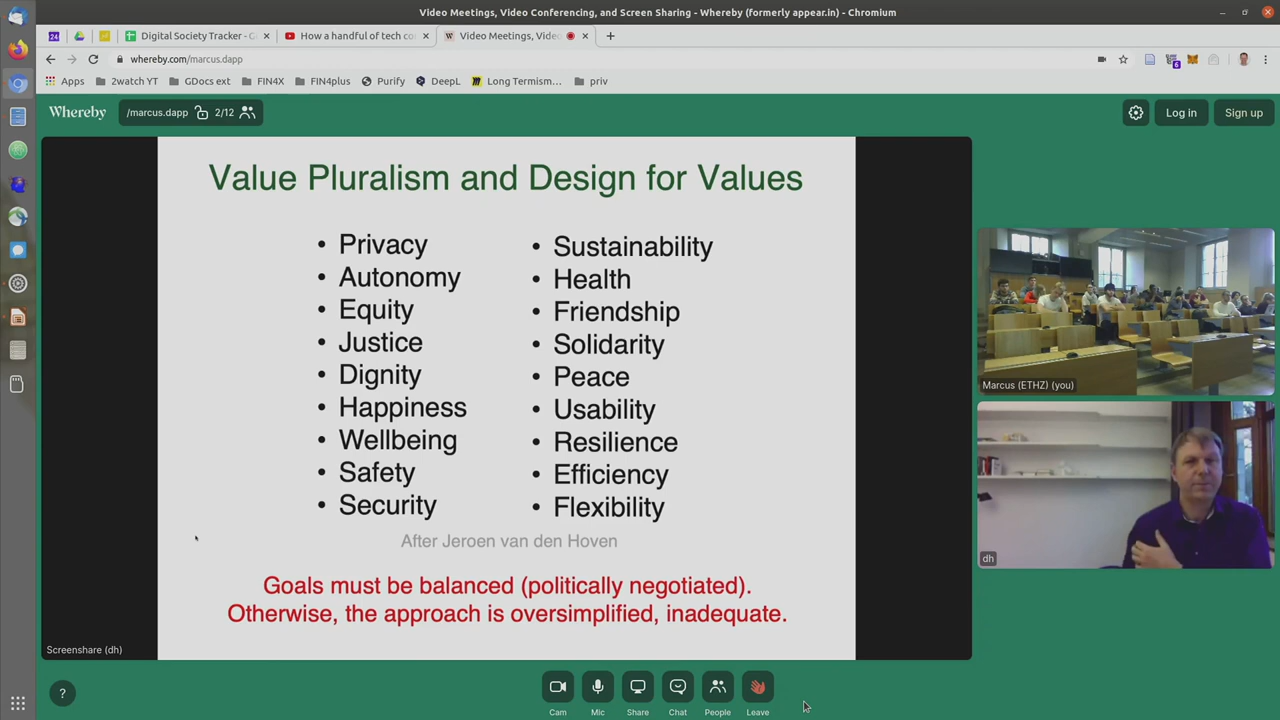 Video Meetings, Video Conferencing, and Screen Sharing - Whereby (formerly appear.in) - Chromium
24
Digital Society Tracker - G
How a handful of tech co
Video Meetings, Vide
whereby.com/marcus.dapp
6
Apps
2watch YT
GDocs ext
FIN4X
FIN4plus
Purify
DeepL
Long Termism...
priv
Whereby
/marcus.dapp
2/12
Log in
Sign up
Value Pluralism and Design for Values
• Privacy
• Autonomy
• Equity
• Justice
• Dignity
• Happiness
• Wellbeing
• Safety
• Security
• Sustainability
• Health
• Friendship
• Solidarity
• Peace
• Usability
• Resilience
• Efficiency
• Flexibility
After Jeroen van den Hoven
Goals must be balanced (politically negotiated).
Otherwise, the approach is oversimplified, inadequate.
Screenshare (dh)
Marcus (ETHZ) (you)
dh
?
Cam
Mic
Share
Chat
People
Leave